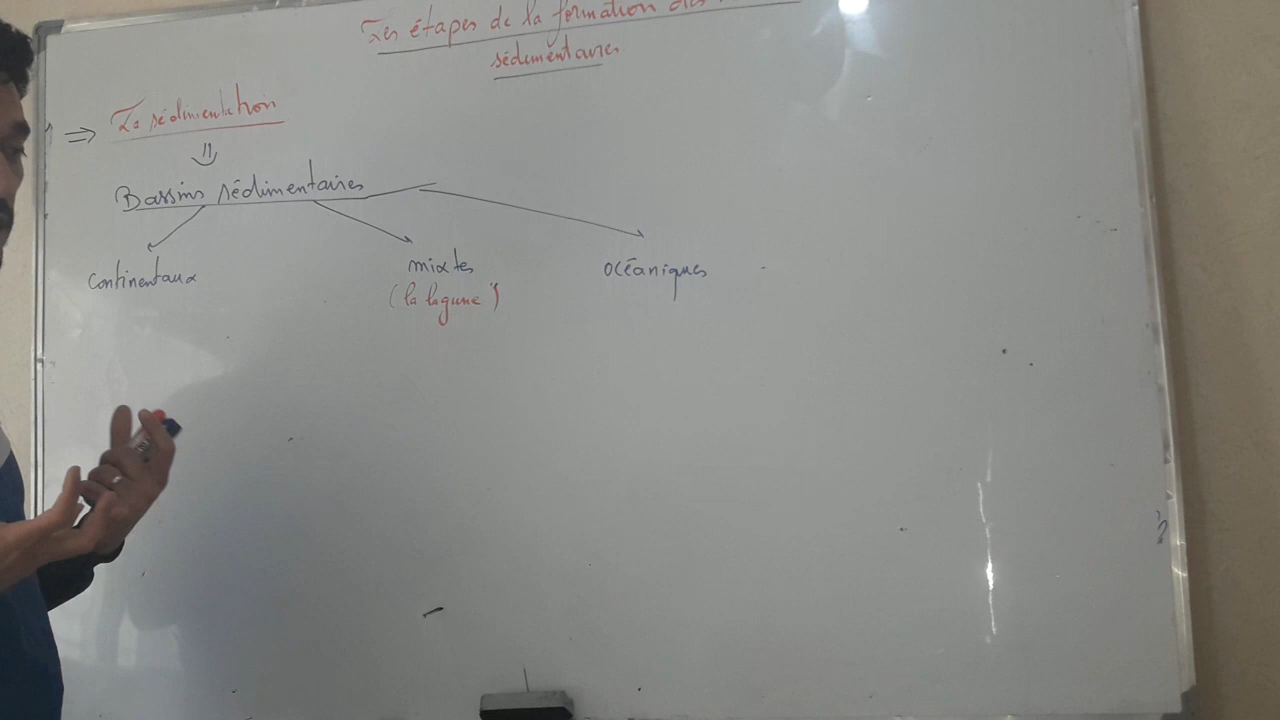 Les étapes de la formation des
sédimentaires
⇒ La sédimentation
Bassins sédimentaires
continentaux mixtes océaniques
(la lagune)